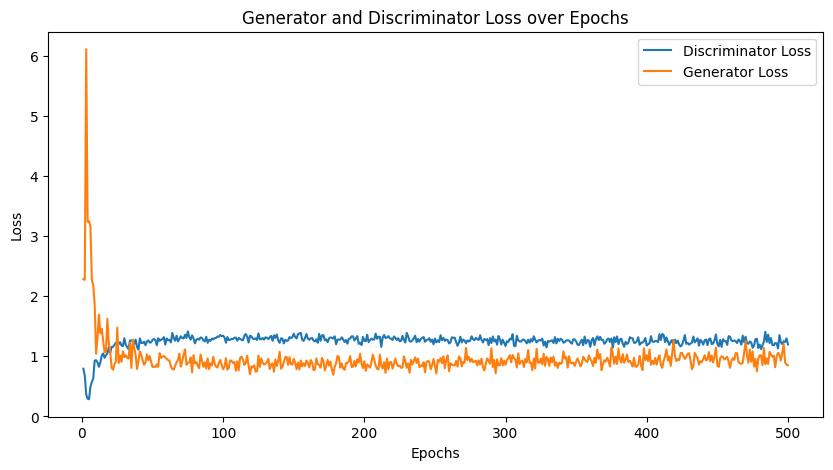 Generator and Discriminator Loss over Epochs
Discriminator Loss
Generator Loss
6
5
4
3
2
1
0
Loss
0 100 200 300 400 500
Epochs